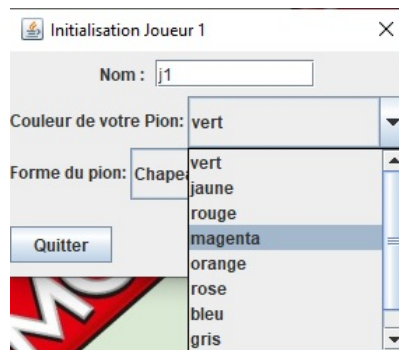 Initialisation Joueur 1
Nom : j1
Couleur de votre Pion: vert
vert
Forme du pion: Chapea
jaune
rouge
magenta
Quitter
orange
rose
bleu
gris